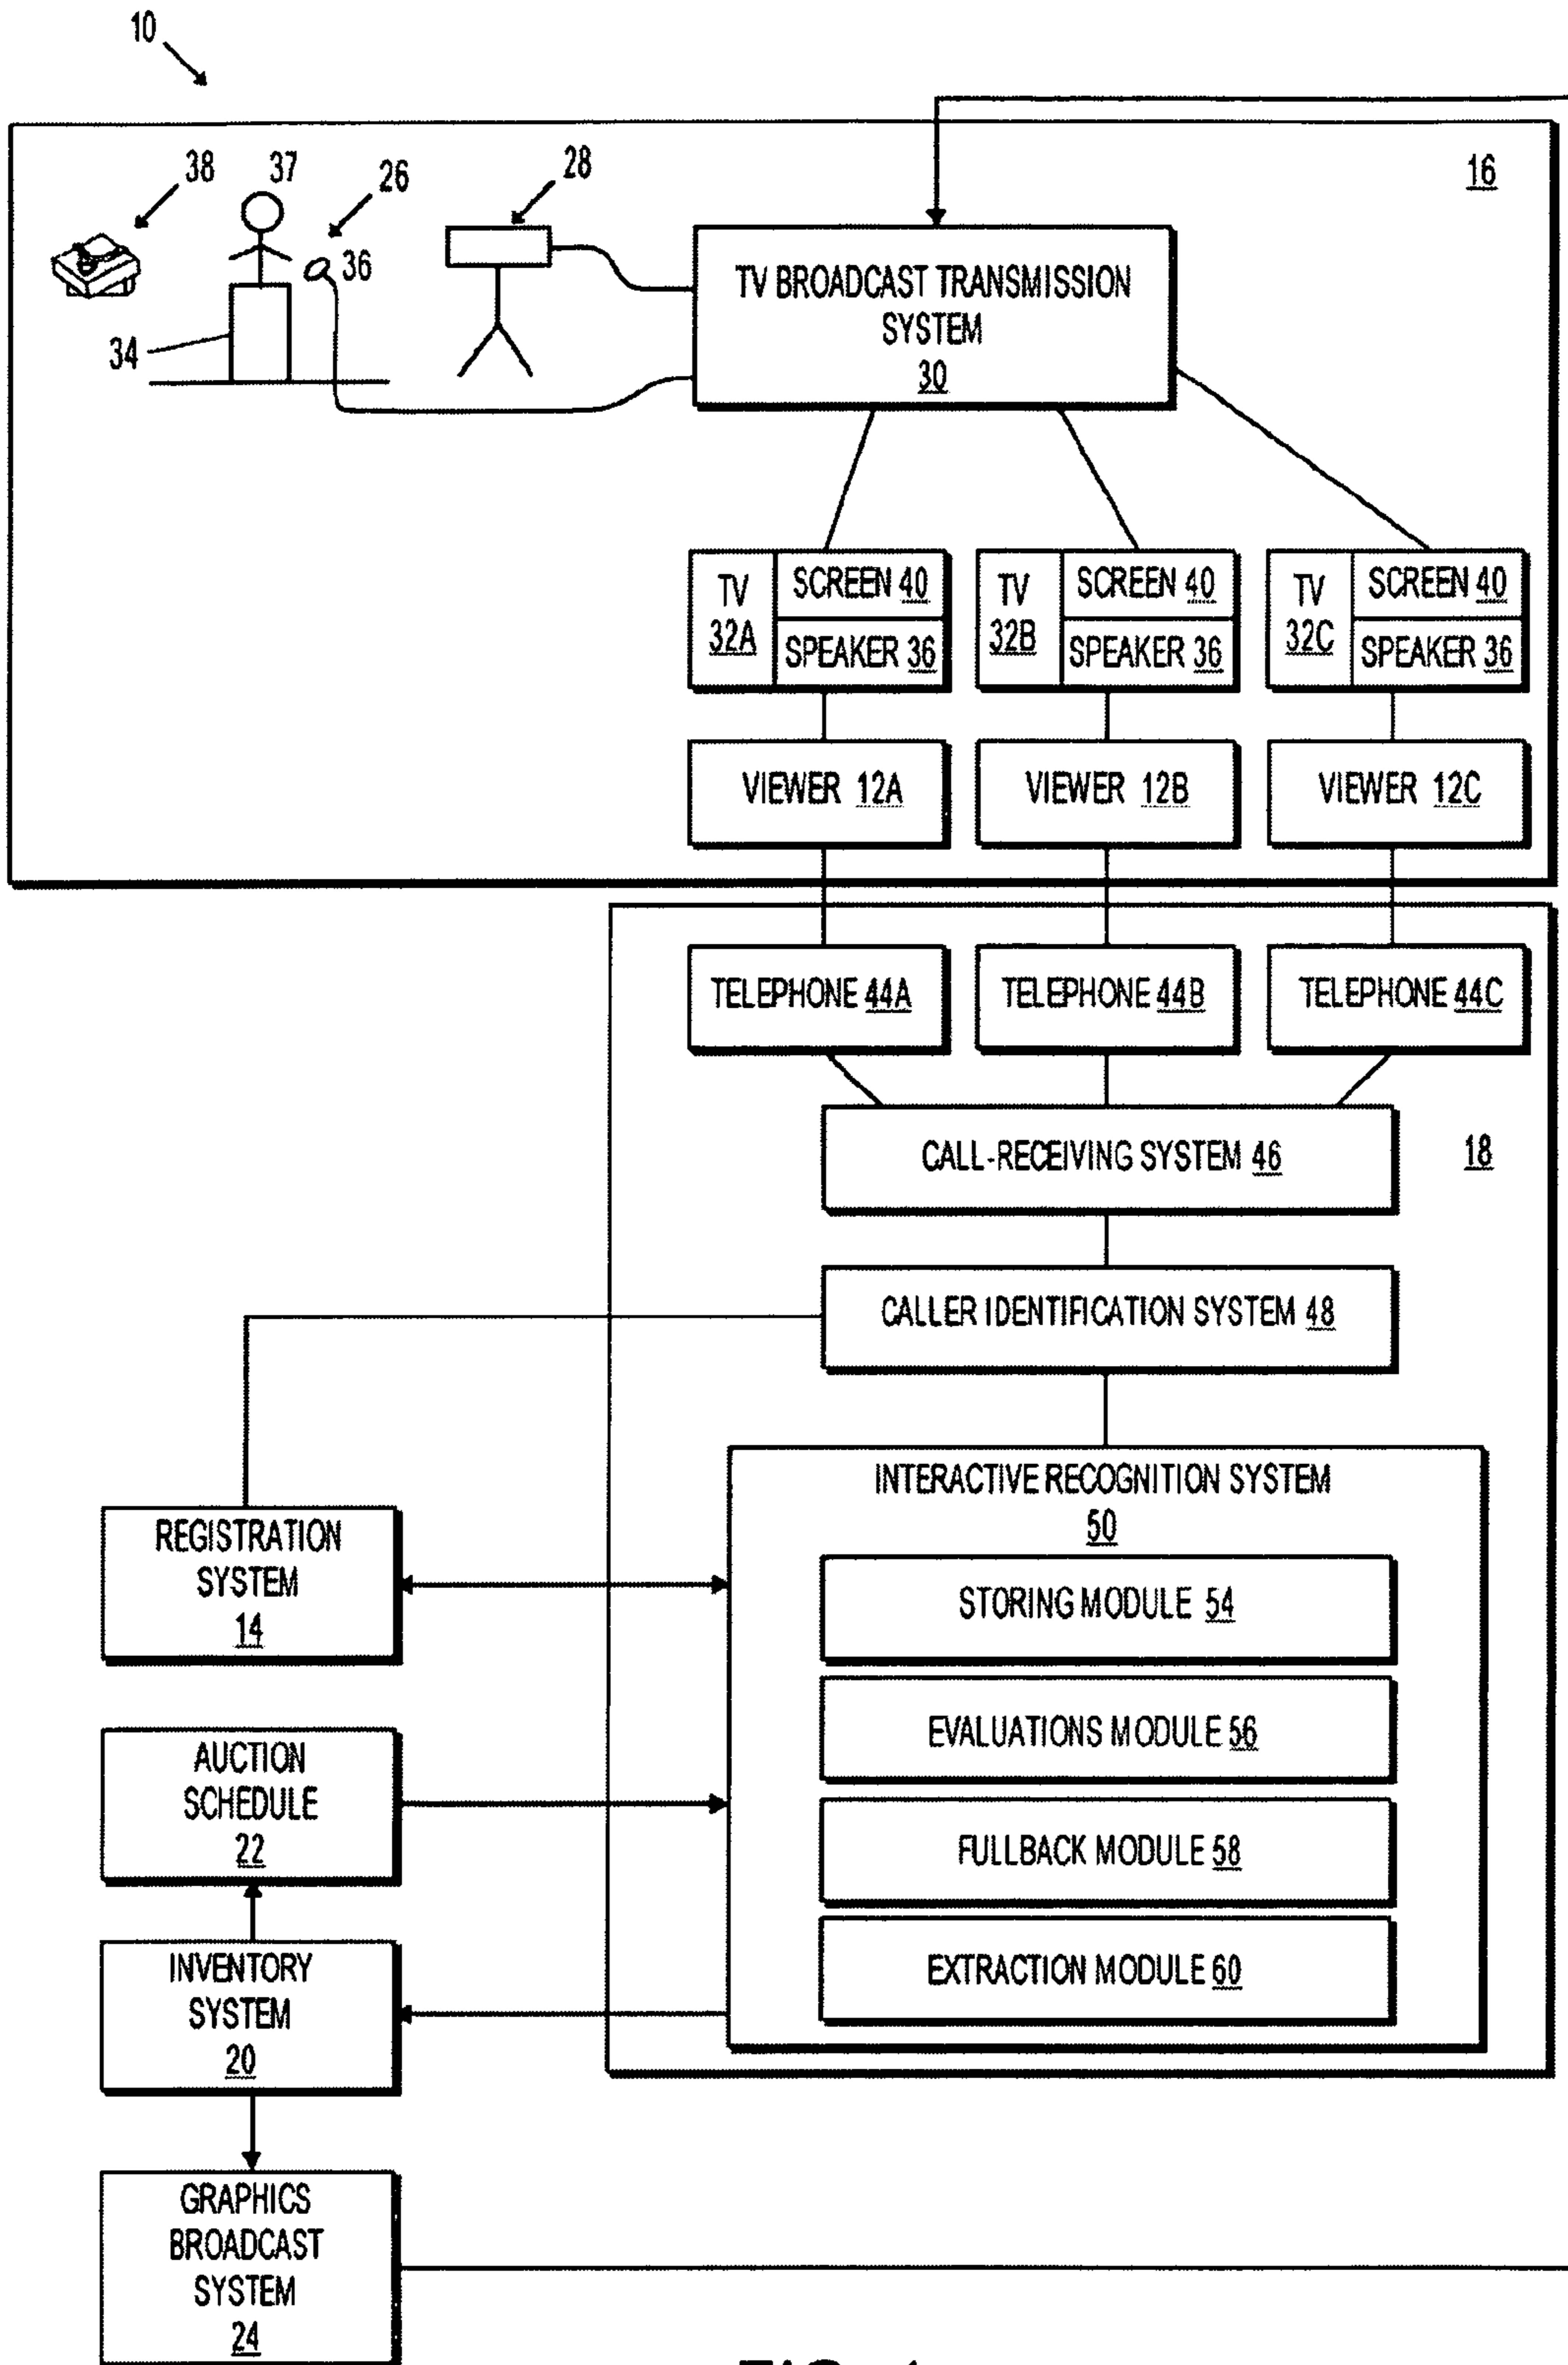 10
16
38
37
26
28
36
34
TV BROADCAST TRANSMISSION
SYSTEM
30
TV
32A
SCREEN 40
SPEAKER 36
TV
32B
SCREEN 40
SPEAKER 36
TV
32C
SCREEN 40
SPEAKER 36
VIEWER 12A
VIEWER 12B
VIEWER 12C
TELEPHONE 44A
TELEPHONE 44B
TELEPHONE 44C
CALL-RECEIVING SYSTEM 46
18
CALLER IDENTIFICATION SYSTEM 48
INTERACTIVE RECOGNITION SYSTEM
50
STORING MODULE 54
EVALUATIONS MODULE 56
FULLBACK MODULE 58
EXTRACTION MODULE 60
REGISTRATION
SYSTEM
14
AUCTION
SCHEDULE
22
INVENTORY
SYSTEM
20
GRAPHICS
BROADCAST
SYSTEM
24